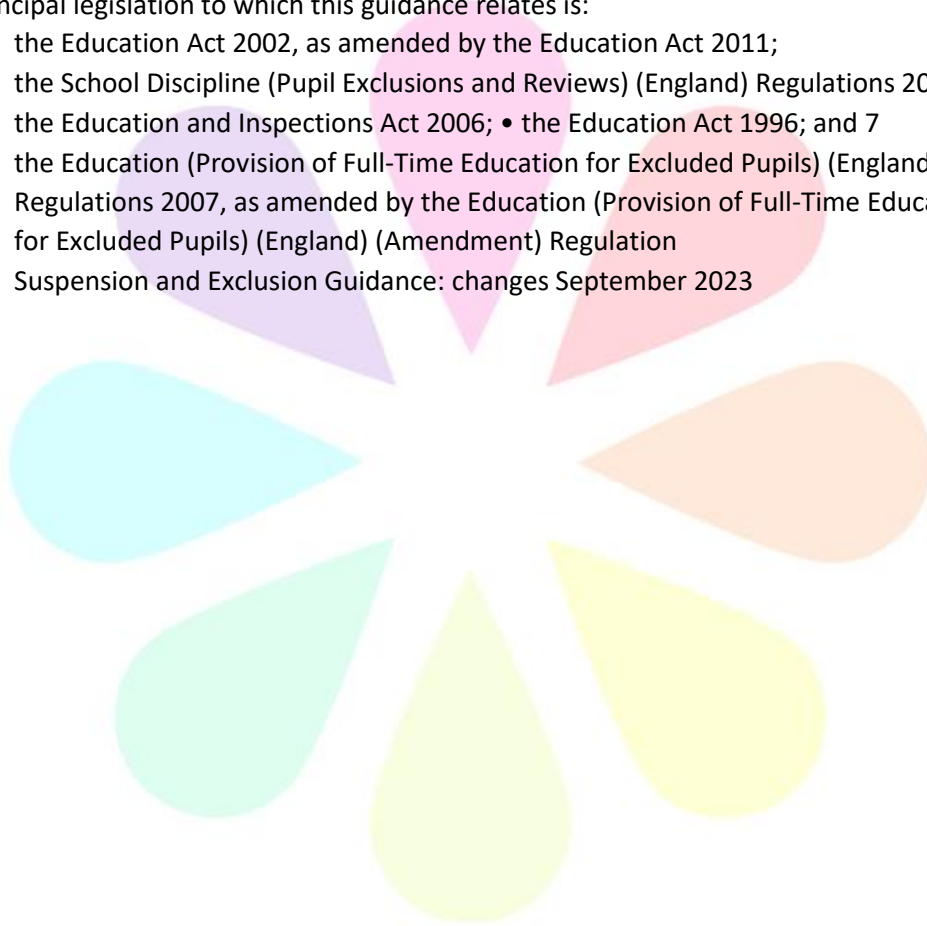 ncipal legislation to which this guidance relates is:
the Education Act 2002, as amended by the Education Act 2011;
the School Discipline (Pupil Exclusions and Reviews) (England) Regulations 20
the Education and Inspections Act 2006; • the Education Act 1996; and 7
the Education (Provision of Full-Time Education for Excluded Pupils) (England
Regulations 2007, as amended by the Education (Provision of Full-Time Educa
for Excluded Pupils) (England) (Amendment) Regulation
Suspension and Exclusion Guidance: changes September 2023